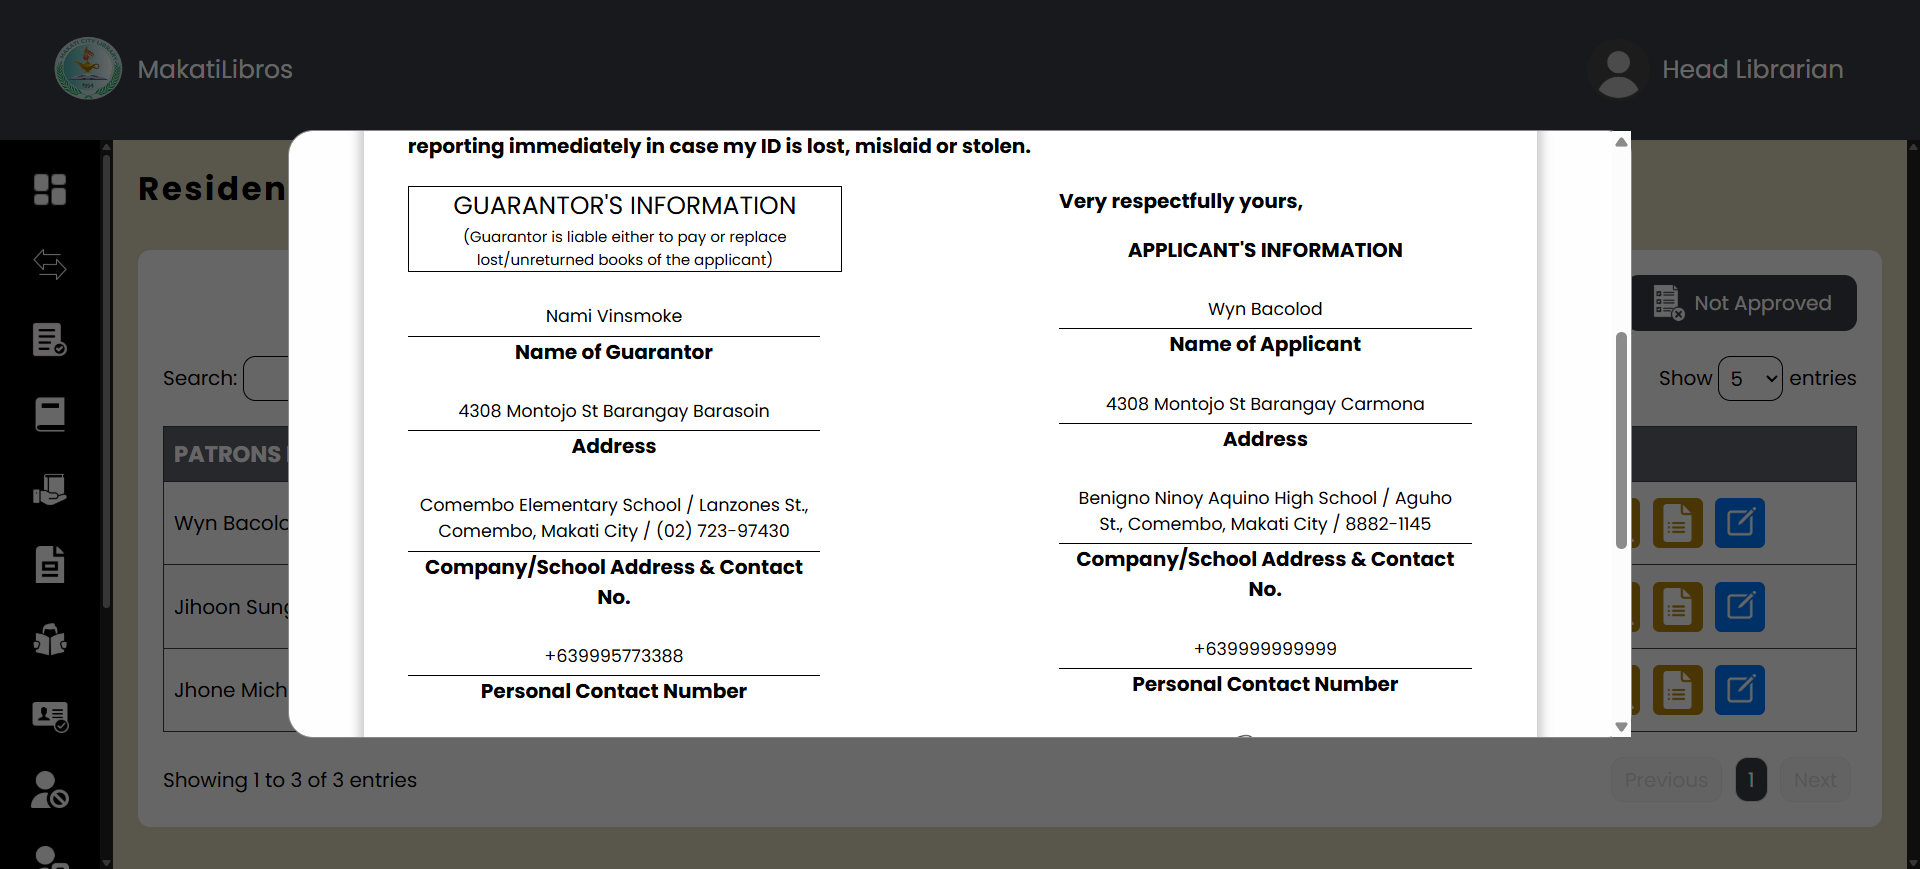 MakatiLibros
Head Librarian
reporting immediately in case my ID is lost, mislaid or stolen.
GUARANTOR'S INFORMATION
(Guarantor is liable either to pay or replace
lost/unreturned books of the applicant)
Nami Vinsmoke
Name of Guarantor
4308 Montojo St Barangay Barasoin
Address
Comembo Elementary School / Lanzones St.,
Comembo, Makati City / (02) 723-97430
Company/School Address & Contact
No.
+639995773388
Personal Contact Number
Very respectfully yours,
APPLICANT'S INFORMATION
Wyn Bacolod
Name of Applicant
4308 Montojo St Barangay Carmona
Address
Benigno Ninoy Aquino High School / Aguho
St., Comembo, Makati City / 8882-1145
Company/School Address & Contact
No.
+639999999999
Personal Contact Number
Not Approved
Search:
Show 5 entries
PATRONS
Wyn
Jihoon
Jhone
Showing 1 to 3 of 3 entries
Previous 1 Next